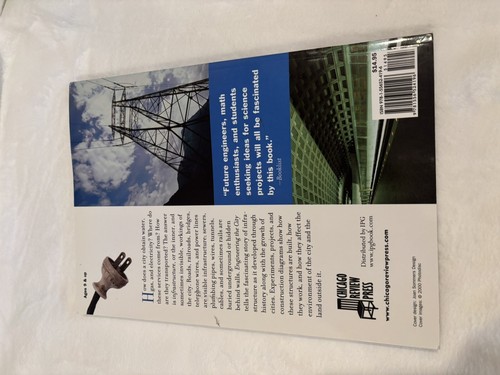 Ages 9 & up
How does a city obtain water,
gas, and electricity? Where do
these services come from? How
are they transported? The answer
is infrastructure, or the inner, and
sometimes invisible, workings of
the city. Roads, railroads, bridges,
telephone wires, and power lines
are visible infrastructure; sewers,
plumbing pipes, wires, tunnels,
cables, and sometimes rails are
buried underground or hidden
behind walls. Engineering the City
tells the fascinating story of infra-
structure as it developed through
history along with the growth of
cities. Experiments, projects, and
construction diagrams show how
these structures are built, how
they work, and how they affect the
environment of the city and the
land outside it.
"Future engineers, math
enthusiasts, and students
seeking ideas for science
projects will all be fascinated
by this book."
—Booklist
CHICAGO
REVIEW
PRESS
Distributed by IPG
www.ipgbook.com
www.chicagoreviewpress.com
Cover design: Joan Sommers Design
$14.95